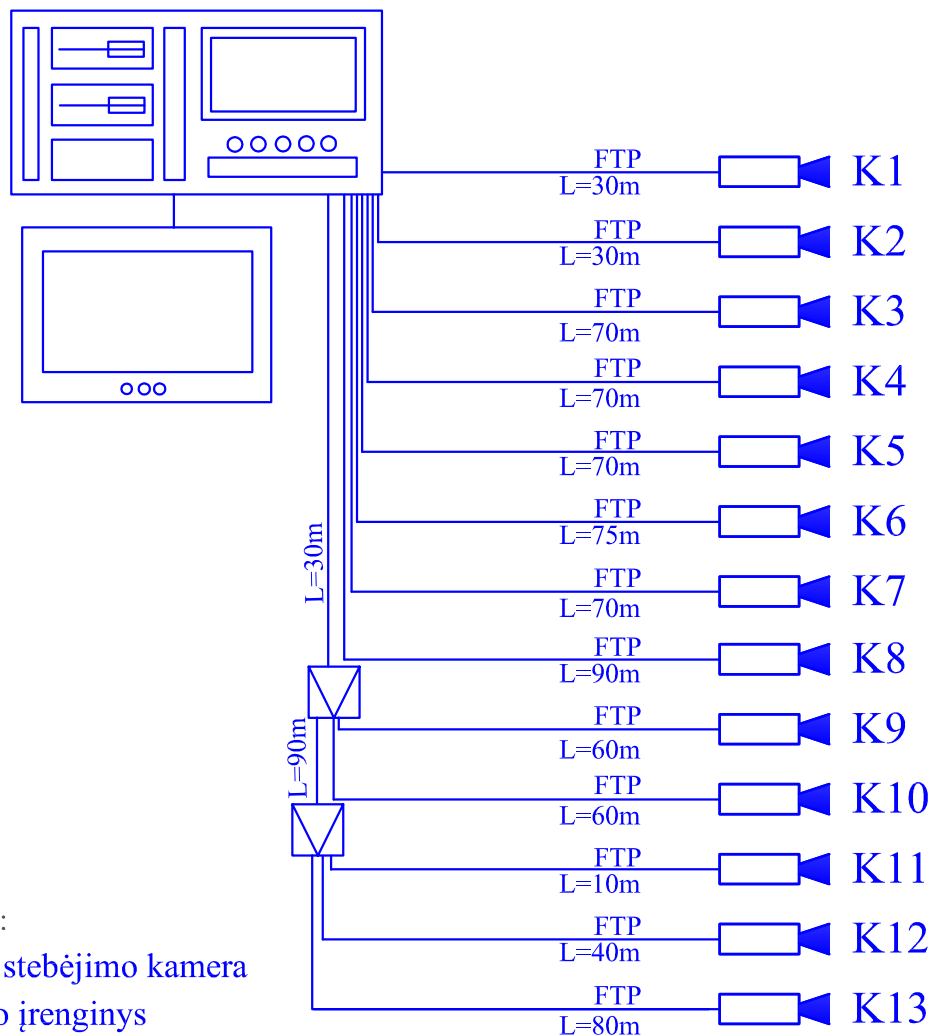 FTP
L=30m
K1
FTP
L=30m
K2
FTP
L=70m
K3
FTP
L=70m
K4
FTP
L=70m
K5
FTP
L=75m
K6
L=30m
FTP
L=70m
K7
FTP
L=90m
K8
L=90m
FTP
L=60m
K9
FTP
L=60m
K10
FTP
L=10m
K11
:
FTP
L=40m
K12
stebėjimo kamera
FTP
L=80m
K13
įrenginys